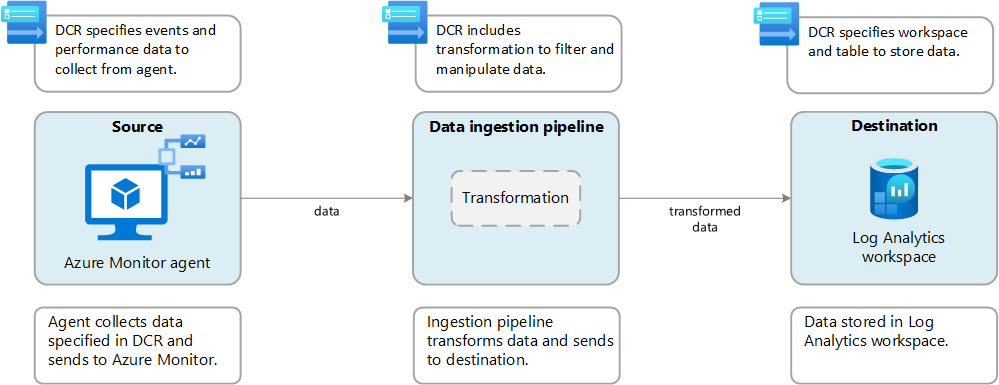 DCR specifies events and
performance data to
collect from agent.
DCR includes
transformation to filter and
manipulate data.
DCR specifies workspace
and table to store data.
Source
Data ingestion pipeline
Destination
Transformation
data
transformed
data
Azure Monitor agent
Log Analytics
workspace
Agent collects data
specified in DCR and
sends to Azure Monitor.
Ingestion pipeline
transforms data and sends
to destination.
Data stored in Log
Analytics workspace.